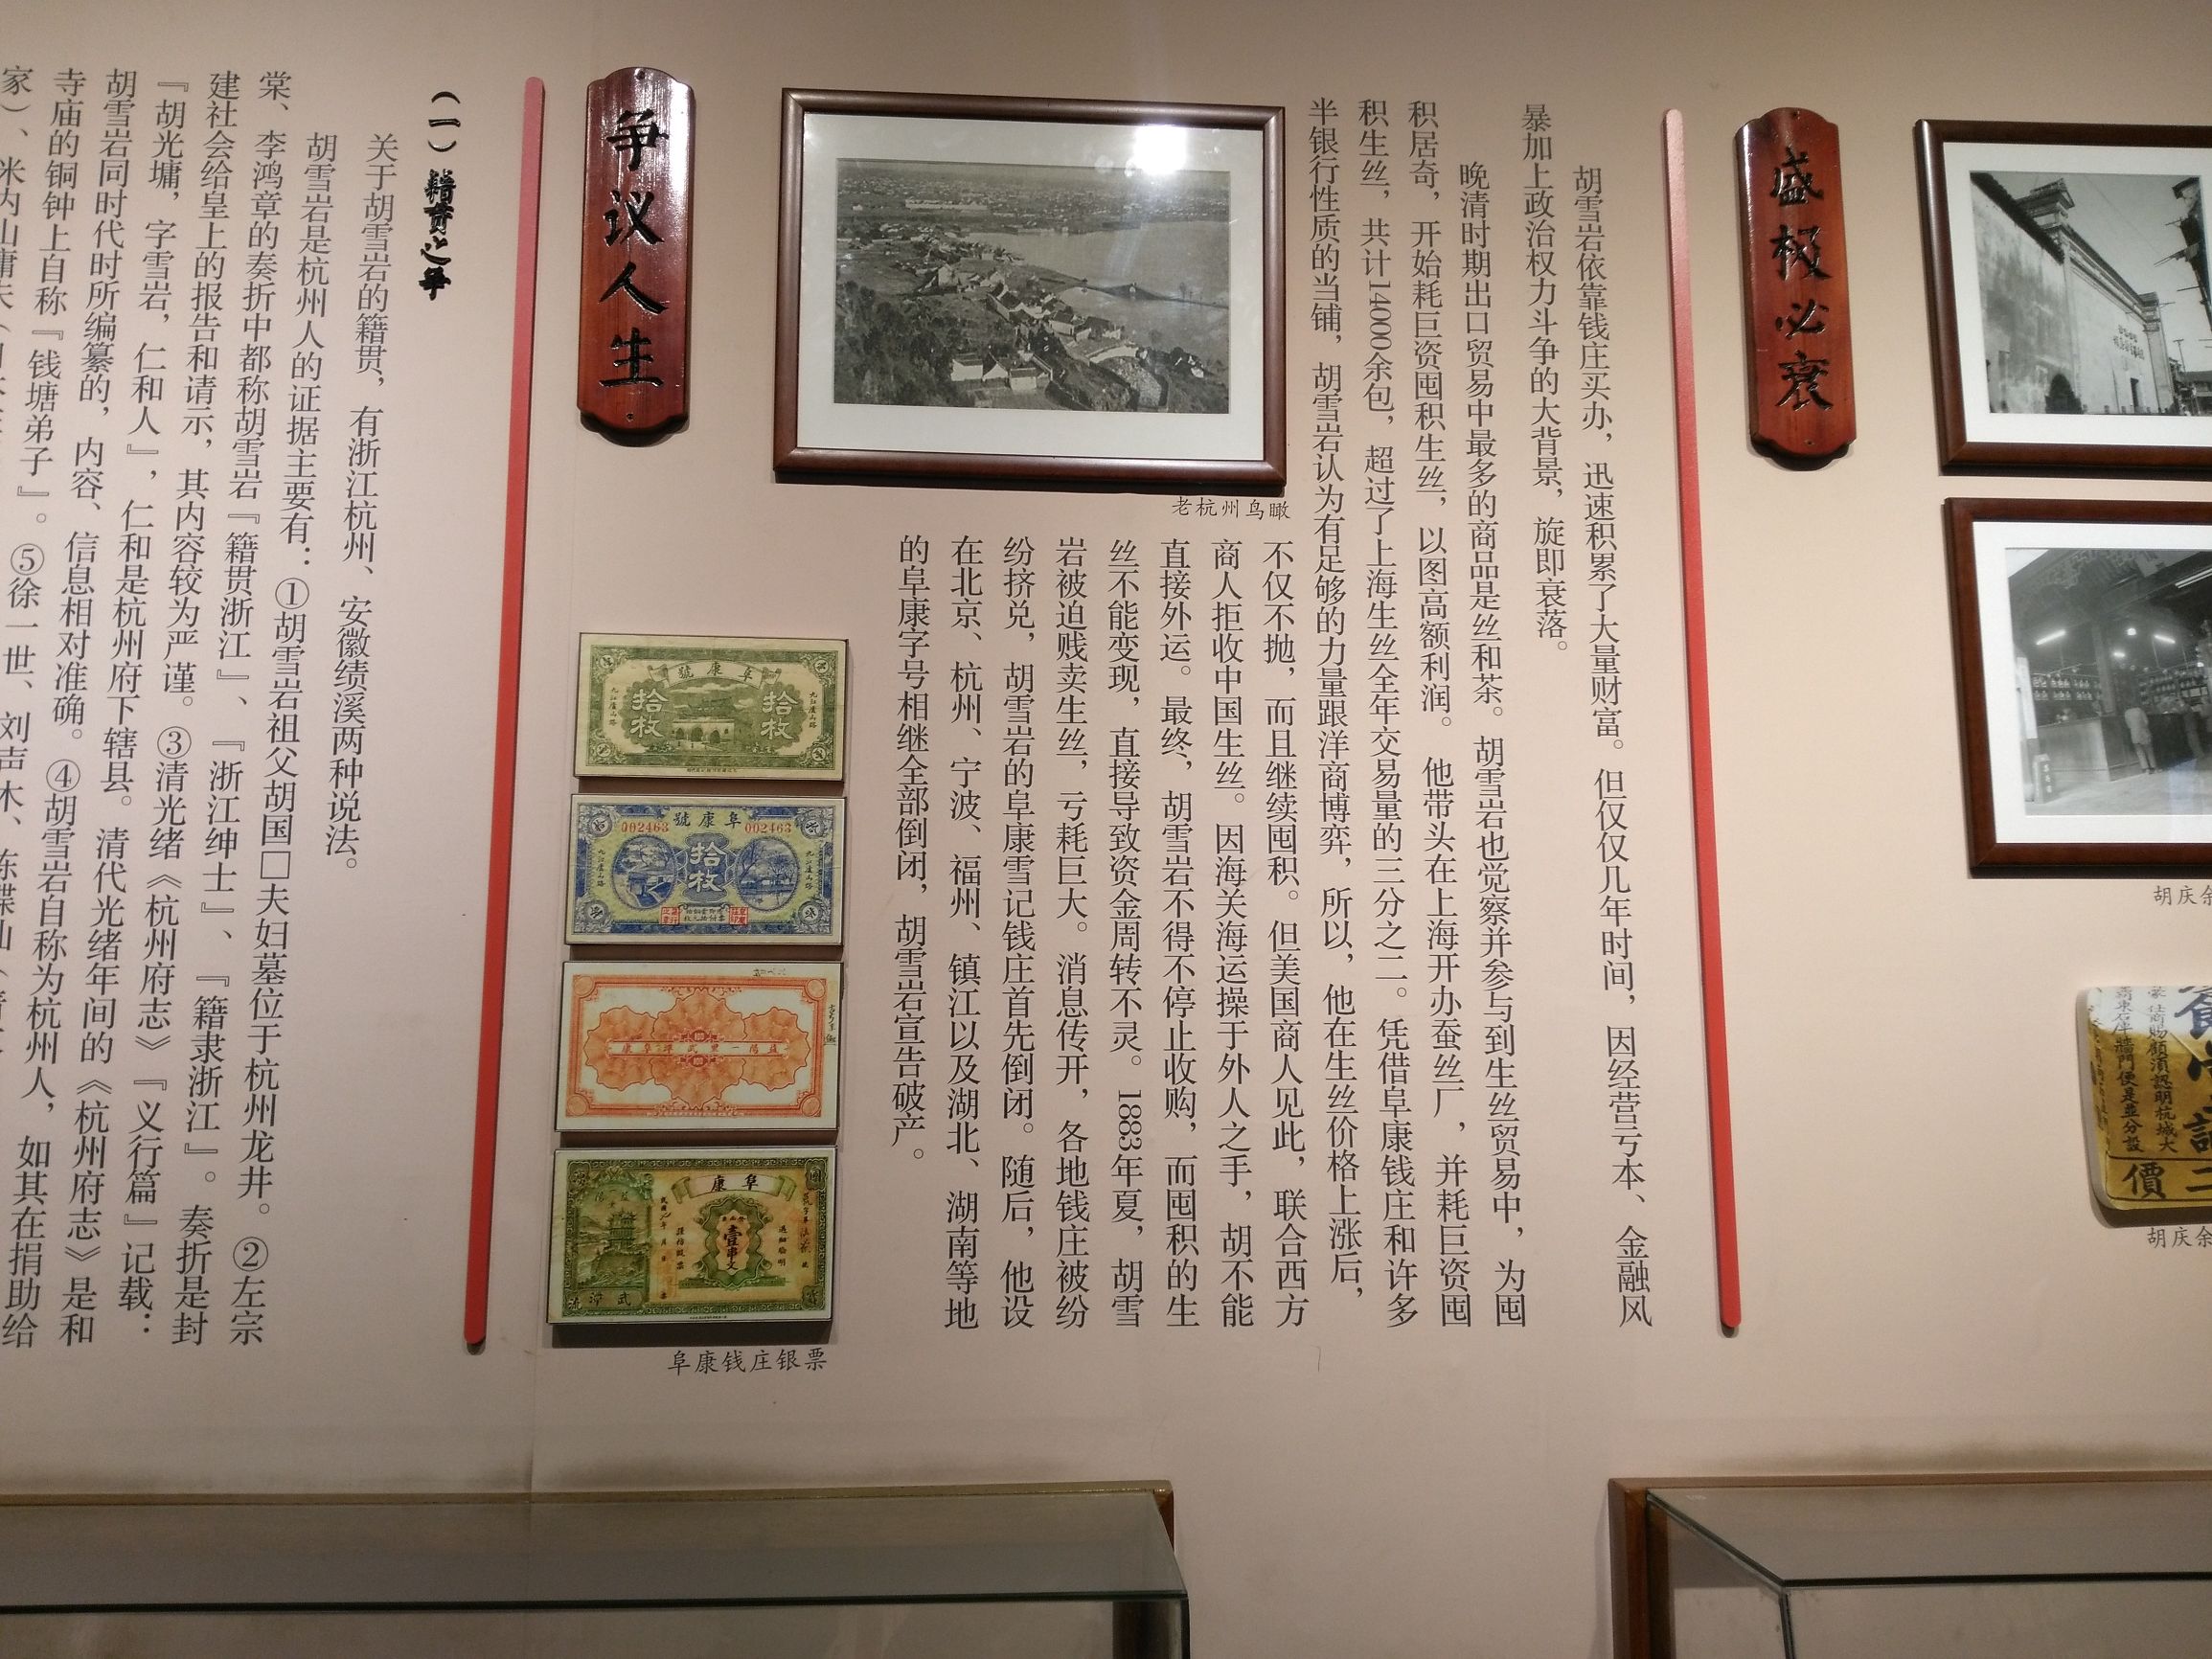 盛极必衰
胡雪岩依靠钱庄买办，迅速积累了大量财富。但仅仅几年时间，因经营亏本、金融风
暴加上政治权力斗争的大背景，旋即衰落。
晚清时期出口贸易中最多的商品是丝和茶。胡雪岩也觉察并参与到生丝贸易中，为囤
积居奇，开始耗巨资囤积生丝，以图高额利润。他带头在上海开办蚕丝厂，并耗巨资囤
积生丝，共计14000余包，超过了上海生丝全年交易量的三分之二。凭借阜康钱庄和许多
半银行性质的当铺，胡雪岩认为有足够的力量跟洋商博弈，所以，他在生丝价格上涨后，
不仅不抛，而且继续囤积。但美国商人见此，联合西方
商人拒收中国生丝。因海关海运操于外人之手，胡不能
直接外运。最终，胡雪岩不得不停止收购，而囤积的生
丝不能变现，直接导致资金周转不灵。1883年夏，胡雪
岩被迫贱卖生丝，亏耗巨大。消息传开，各地钱庄被纷
纷挤兑，胡雪岩的阜康雪记钱庄首先倒闭。随后，他设
在北京、杭州、宁波、福州、镇江以及湖北、湖南等地
的阜康字号相继全部倒闭，胡雪岩宣告破产。
老杭州鸟瞰
胡庆余
價二
胡庆余
阜康號
拾枚
拾枚
阜康號
002463
002463
拾枚
阜康
壹串文
阜康钱庄银票
争议人生
（一）籍贯之争
关于胡雪岩的籍贯，有浙江杭州、安徽绩溪两种说法。
胡雪岩是杭州人的证据主要有：①胡雪岩祖父胡国□夫妇墓位于杭州龙井。②左宗
棠、李鸿章的奏折中都称胡雪岩『籍贯浙江』、『浙江绅士』、『籍隶浙江』。奏折是封
建社会给皇上的报告和请示，其内容较为严谨。③清光绪《杭州府志》『义行篇』记载：
『胡光墉，字雪岩，仁和人』，仁和是杭州府下辖县。清代光绪年间的《杭州府志》是和
胡雪岩同时代时所编纂的，内容、信息相对准确。④胡雪岩自称为杭州人，如其在捐助给
寺庙的铜钟上自称『钱塘弟子』。⑤徐一世、刘声木、陈蝶仙